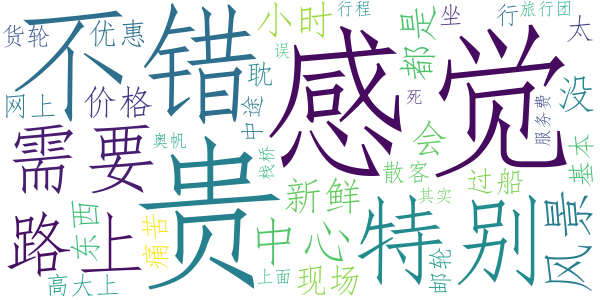 货轮
不错
优惠
小时
行程
都是
坐
行
旅行团
太
误
耽
网上
价格
中途
感觉
死
没
服务费
需要
奥帆
贵
栈桥
会
散客
过船
基本
新鲜
特别
其实
风景
路上
东西
痛苦
中心
现场
邮轮
高大上
上面